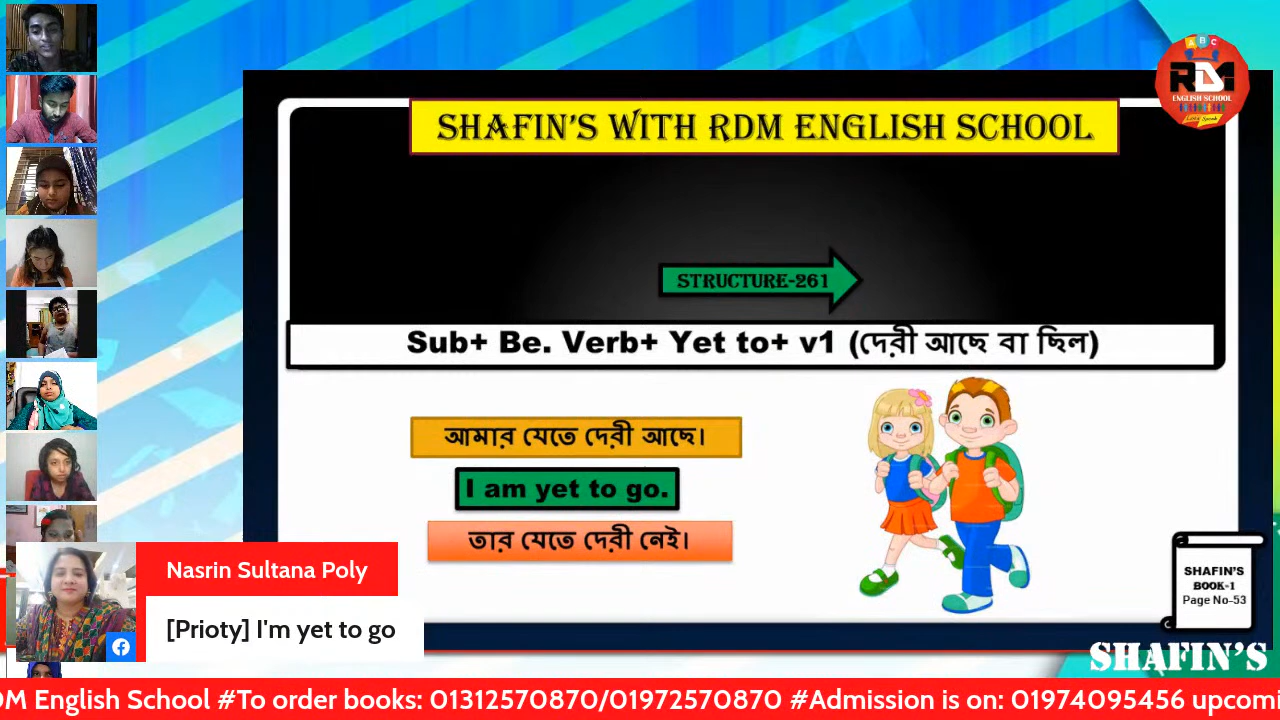 A B C
RDM
ENGLISH SCHOOL
SHAFIN'S WITH RDM ENGLISH SCHOOL
STRUCTURE-261
Sub+ Be. Verb+ Yet to+ v1 (দেরী আছে বা ছিল)
আমার যেতে দেরী আছে।
I am yet to go.
তার যেতে দেরী নেই।
SHAFIN'S
BOOK-1
Page No-53
Nasrin Sultana Poly
[Prioty] I'm yet to go
SHAFIN'S
DM English School #To order books: 01312570870/01972570870 #Admission is on: 01974095456 upcomi